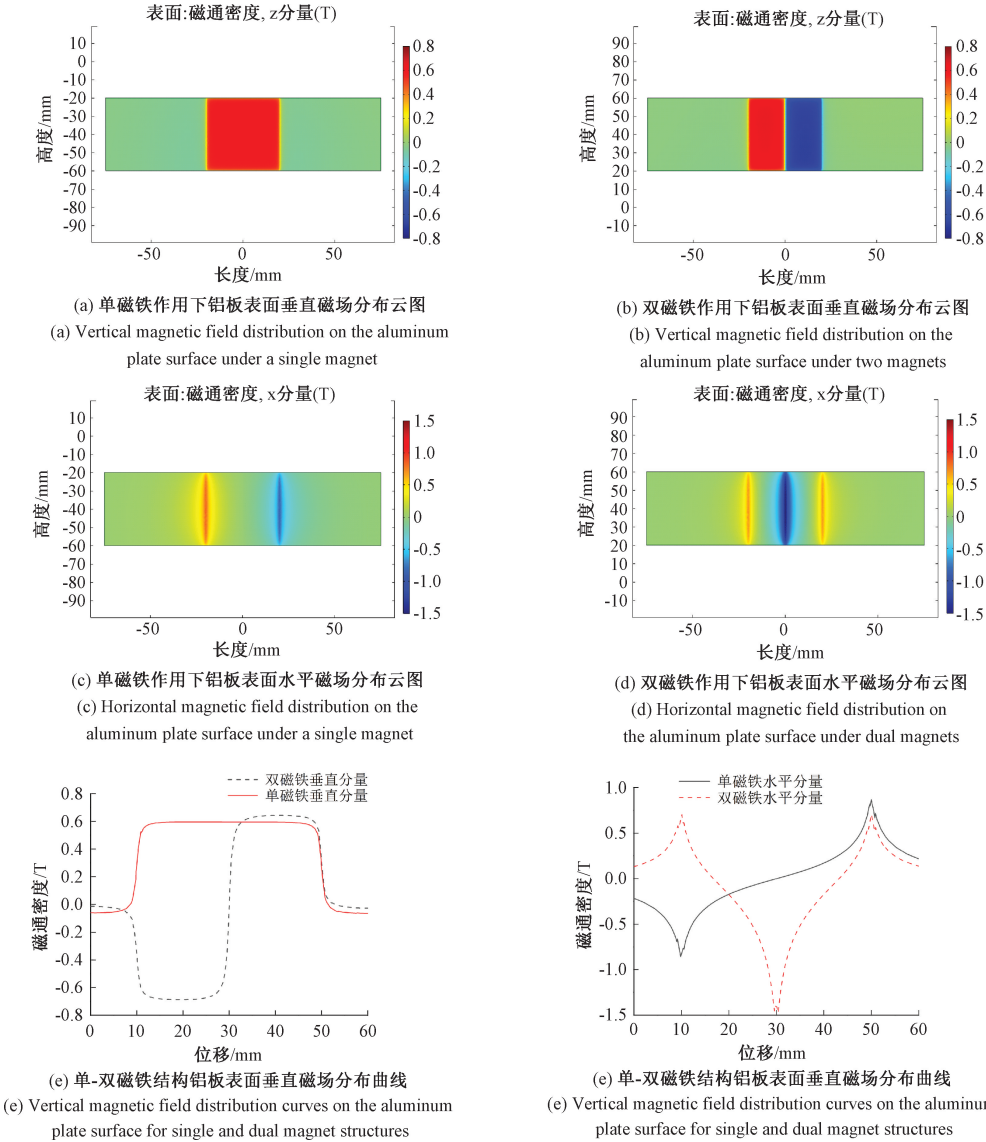 表面:磁通密度, z分量(T)
高度/mm
10
0
-10
-20
-30
-40
-50
-60
-70
-80
-90
-50
0
50
长度/mm
0.8
0.6
0.4
0.2
0
-0.2
-0.4
-0.6
-0.8
(a) 单磁铁作用下铝板表面垂直磁场分布云图
(a) Vertical magnetic field distribution on the aluminum
plate surface under a single magnet
表面:磁通密度, z分量(T)
高度/mm
90
80
70
60
50
40
30
20
10
0
-10
-50
0
50
长度/mm
0.8
0.6
0.4
0.2
0
-0.2
-0.4
-0.6
-0.8
(b) 双磁铁作用下铝板表面垂直磁场分布云图
(b) Vertical magnetic field distribution on the
aluminum plate surface under two magnets
表面:磁通密度, x分量(T)
高度/mm
10
0
-10
-20
-30
-40
-50
-60
-70
-80
-90
-50
0
50
长度/mm
1.5
1.0
0.5
0
-0.5
-1.0
-1.5
(c) 单磁铁作用下铝板表面水平磁场分布云图
(c) Horizontal magnetic field distribution on the
aluminum plate surface under a single magnet
表面:磁通密度, x分量(T)
高度/mm
90
80
70
60
50
40
30
20
10
0
-10
-50
0
50
长度/mm
1.5
1.0
0.5
0
-0.5
-1.0
-1.5
(d) 双磁铁作用下铝板表面水平磁场分布云图
(d) Horizontal magnetic field distribution on
the aluminum plate surface under dual magnets
双磁铁垂直分量
单磁铁垂直分量
磁通密度/T
0.8
0.6
0.4
0.2
0.0
-0.2
-0.4
-0.6
-0.8
0 10 20 30 40 50 60
位移/mm
(e) 单-双磁铁结构铝板表面垂直磁场分布曲线
(e) Vertical magnetic field distribution curves on the aluminum
plate surface for single and dual magnet structures
单磁铁水平分量
双磁铁水平分量
磁通密度/T
1.0
0.5
0.0
-0.5
-1.0
-1.5
0 10 20 30 40 50 60
位移/mm
(e) 单-双磁铁结构铝板表面垂直磁场分布曲线
(e) Vertical magnetic field distribution curves on the aluminu
plate surface for single and dual magnet structures